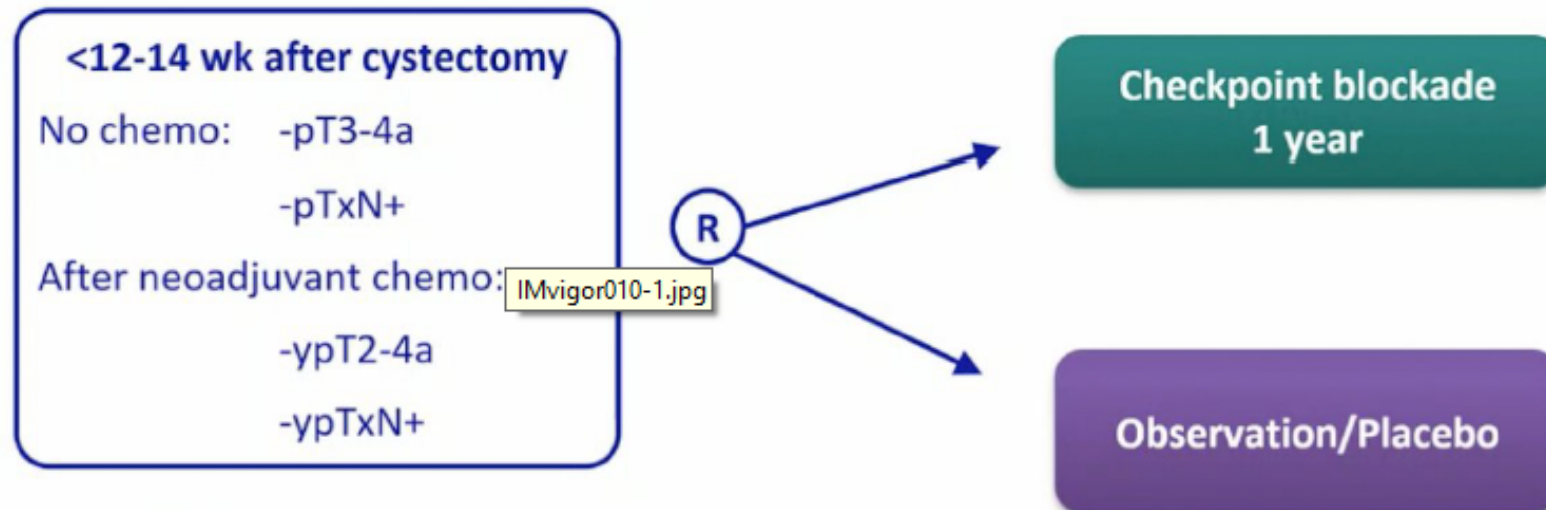 <12-14 wk after cystectomy
No chemo: -pT3-4a
-pTxN+
After neoadjuvant chemo:
IMvigor010-1.jpg
-ypT2-4a
-ypTxN+
R
Checkpoint blockade
1 year
Observation/Placebo